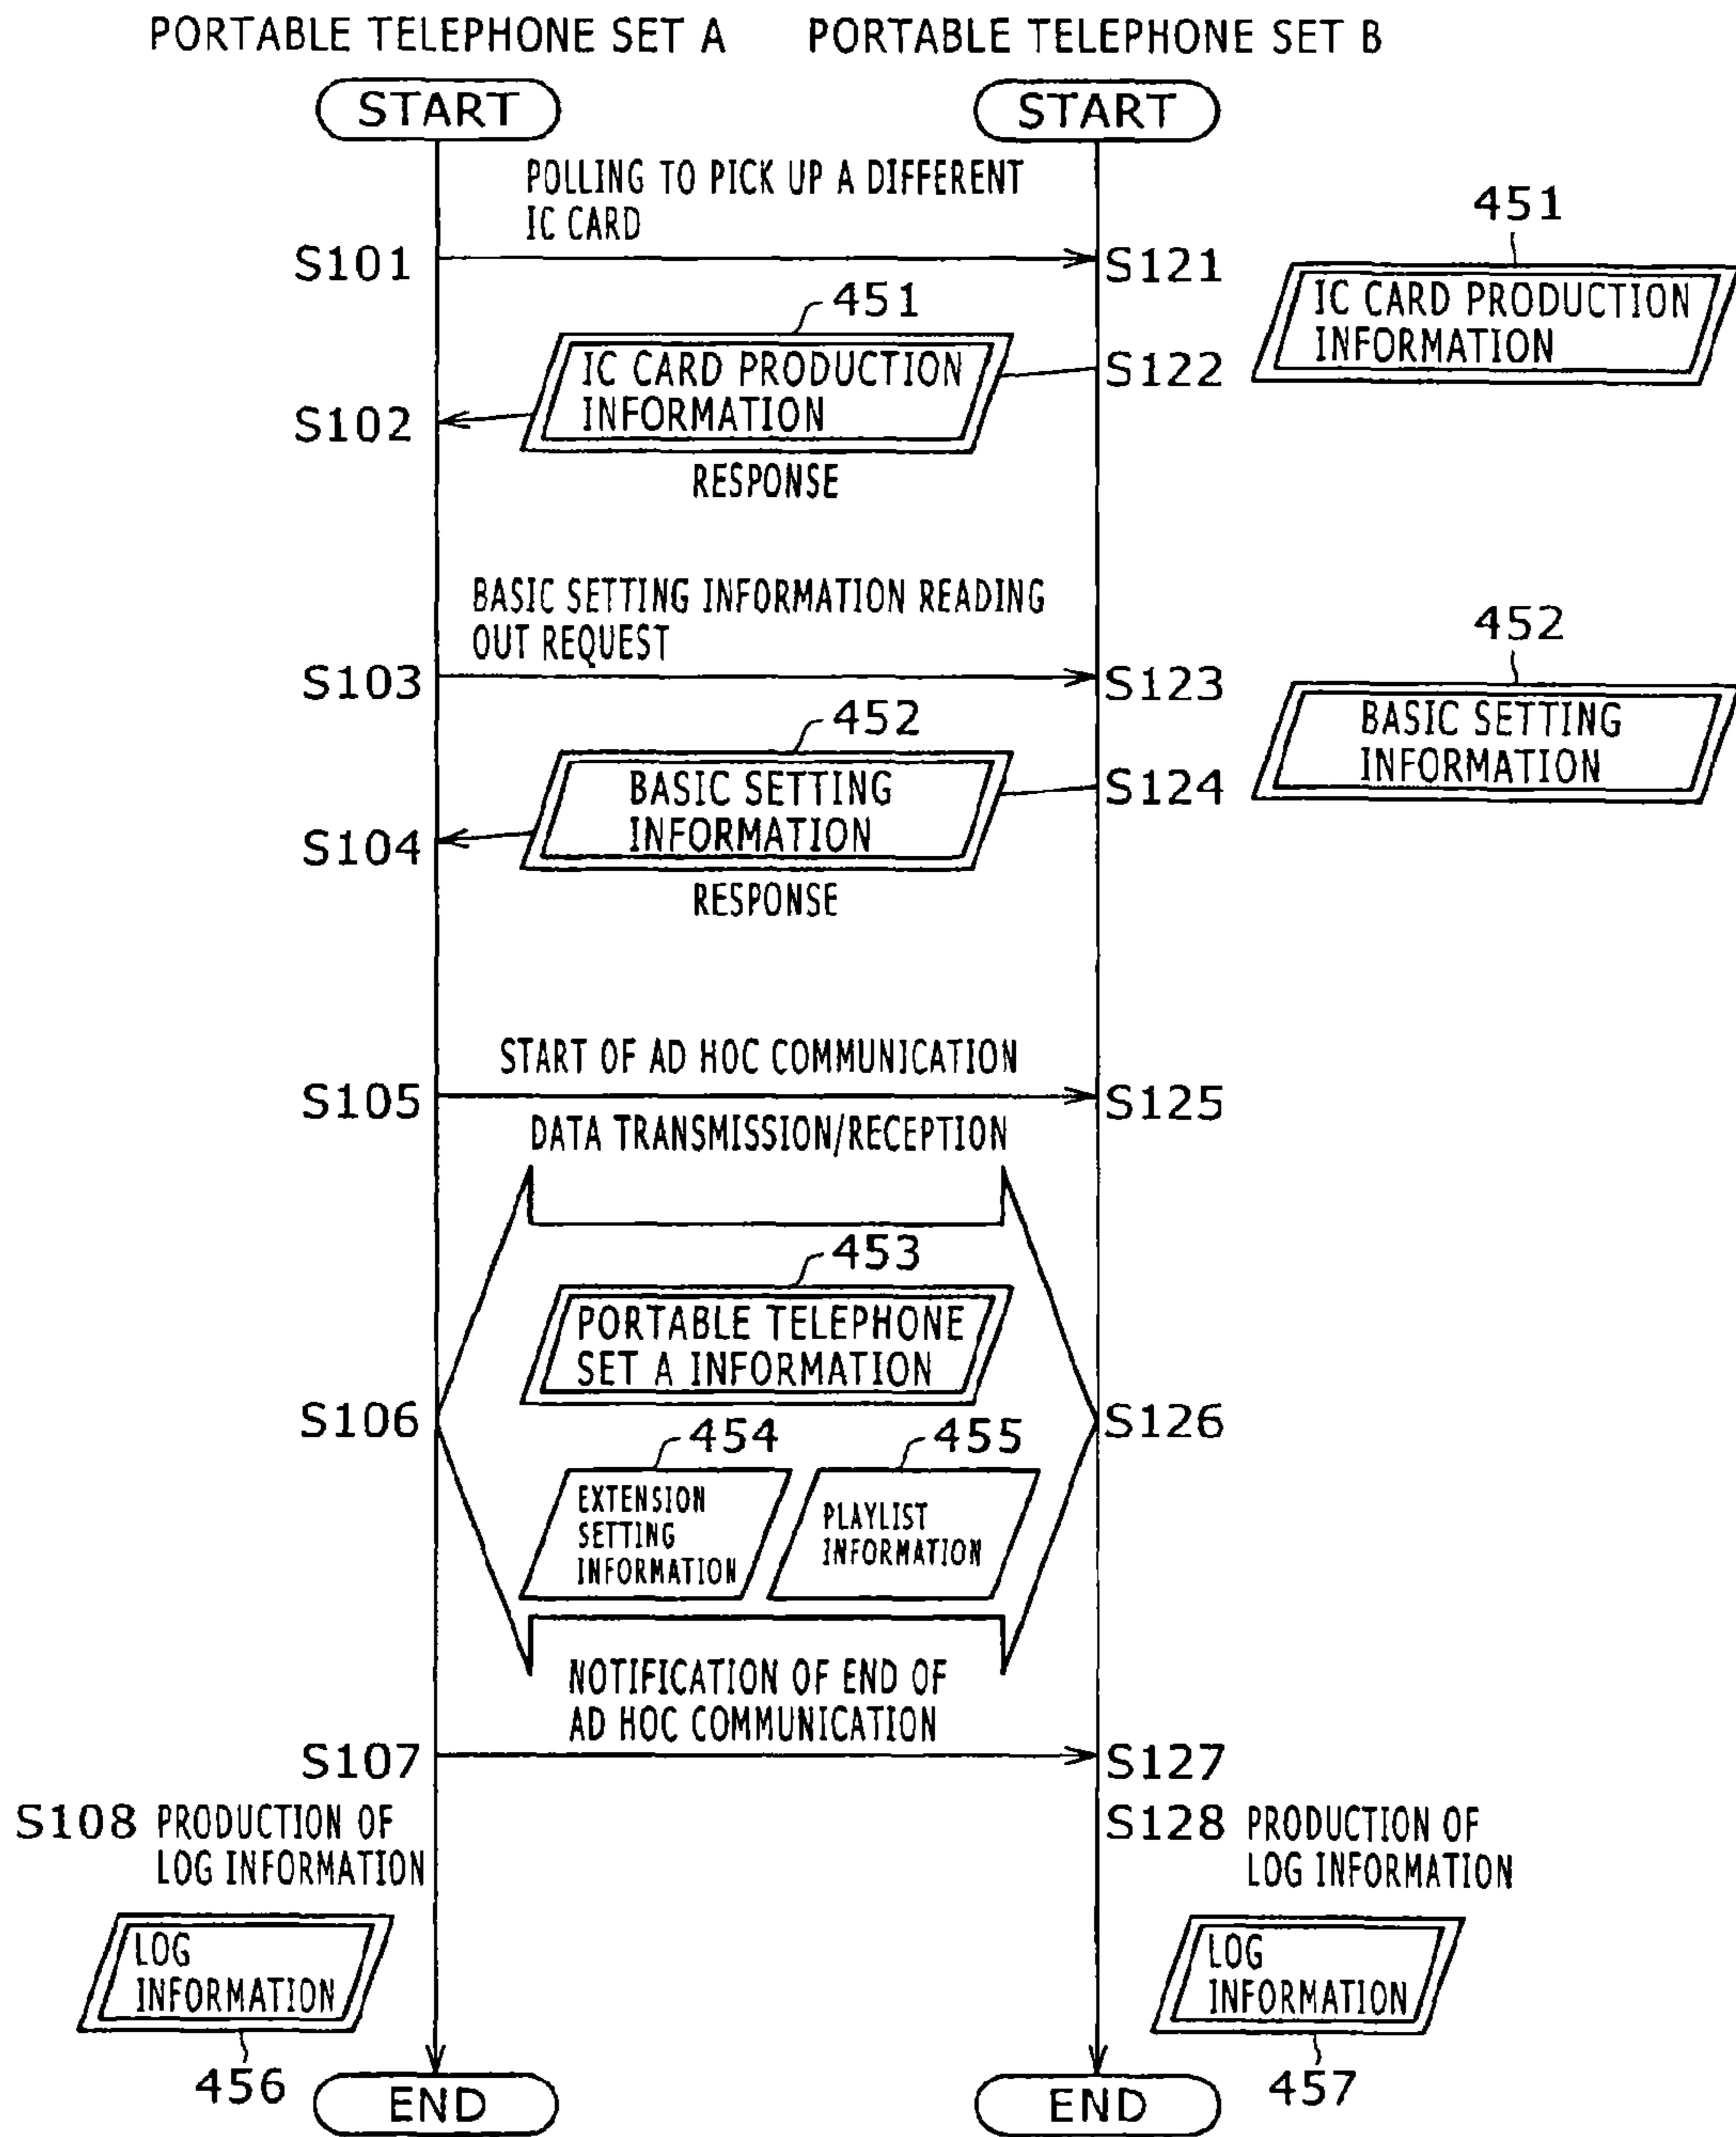 PORTABLE TELEPHONE SET A PORTABLE TELEPHONE SET B
START START
POLLING TO PICK UP A DIFFERENT
IC CARD
451
S101 S121
IC CARD PRODUCTION
INFORMATION
451
IC CARD PRODUCTION
INFORMATION
S122
S102
RESPONSE
BASIC SETTING INFORMATION READING
OUT REQUEST
452
S103 S123
BASIC SETTING
INFORMATION
452
BASIC SETTING
INFORMATION
S124
S104
RESPONSE
START OF AD HOC COMMUNICATION
S105 S125
DATA TRANSMISSION/RECEPTION
453
PORTABLE TELEPHONE
SET A INFORMATION
S106 S126
454 455
EXTENSION
SETTING
INFORMATION
PLAYLIST
INFORMATION
NOTIFICATION OF END OF
AD HOC COMMUNICATION
S107 S127
S108 PRODUCTION OF
LOG INFORMATION
S128 PRODUCTION OF
LOG INFORMATION
LOG
INFORMATION
LOG
INFORMATION
456 457
END END